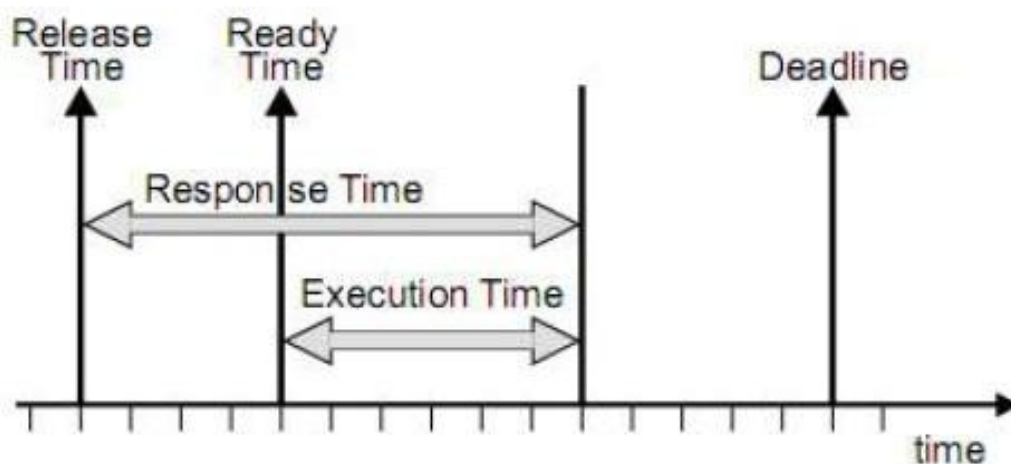 Release
Time
Ready
Time
Deadline
Response Time
Execution Time
time